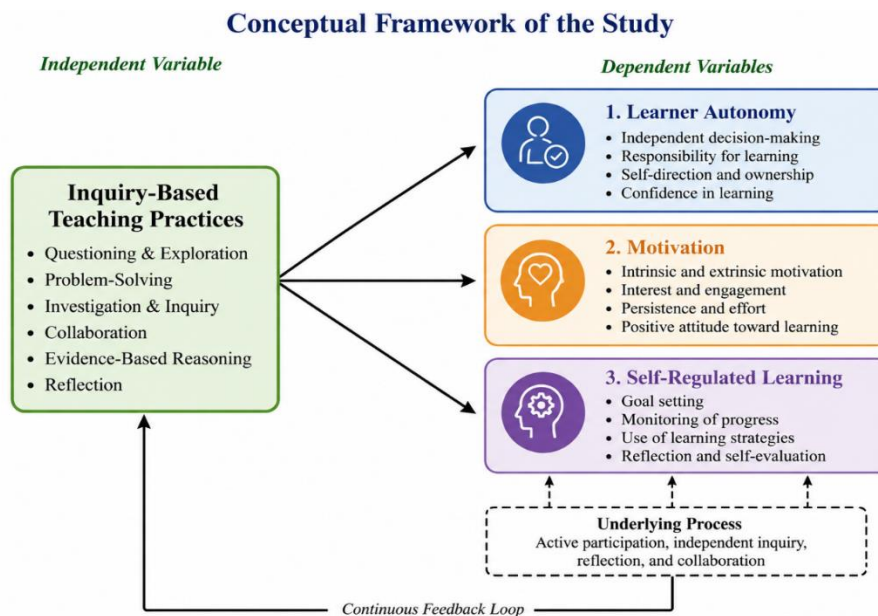 Conceptual Framework of the Study
Independent Variable
Dependent Variables
Inquiry-Based
Teaching Practices
• Questioning & Exploration
• Problem-Solving
• Investigation & Inquiry
• Collaboration
• Evidence-Based Reasoning
• Reflection
1. Learner Autonomy
• Independent decision-making
• Responsibility for learning
• Self-direction and ownership
• Confidence in learning
2. Motivation
• Intrinsic and extrinsic motivation
• Interest and engagement
• Persistence and effort
• Positive attitude toward learning
3. Self-Regulated Learning
• Goal setting
• Monitoring of progress
• Use of learning strategies
• Reflection and self-evaluation
Underlying Process
Active participation, independent inquiry,
reflection, and collaboration
Continuous Feedback Loop